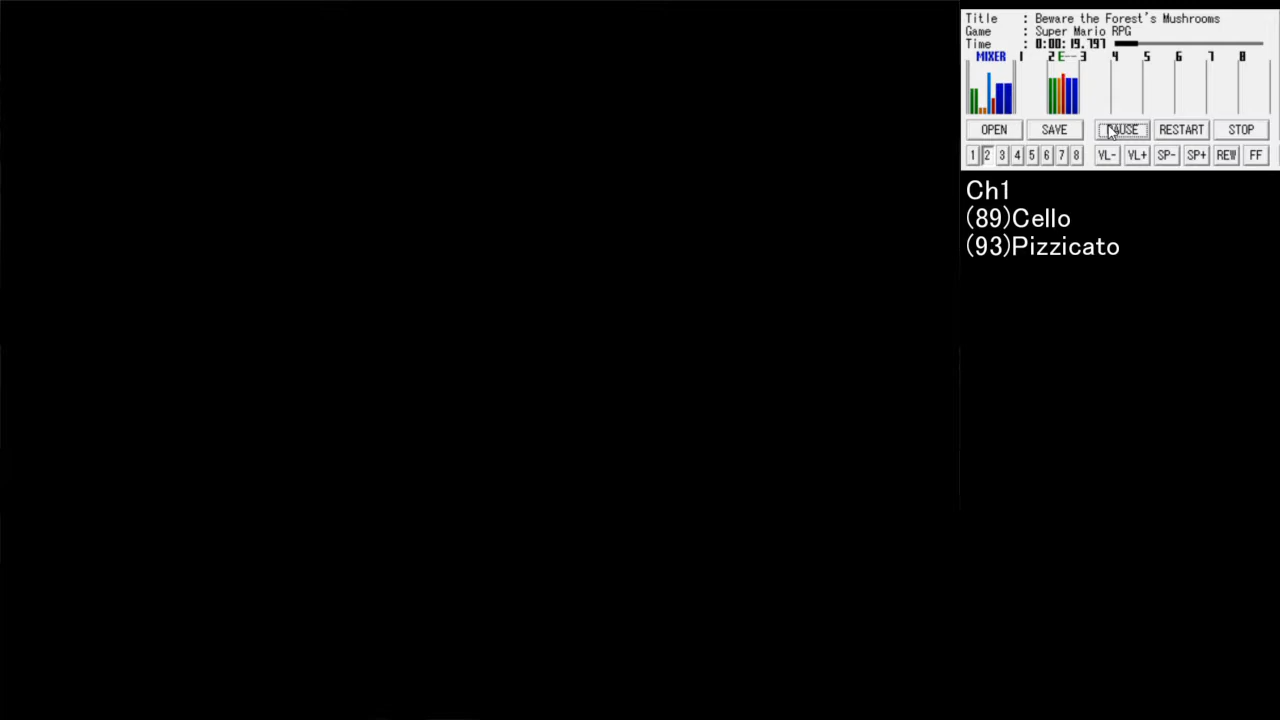 Title : Beware the Forest's Mushrooms
Game : Super Mario RPG
Time : 0:00:19.797
MIXER 1 2 E-- 3 4 5 6 7 8
OPEN SAVE PAUSE RESTART STOP
1 2 3 4 5 6 7 8 VL- VL+ SP- SP+ REW FF
Ch1
(89)Cello
(93)Pizzicato